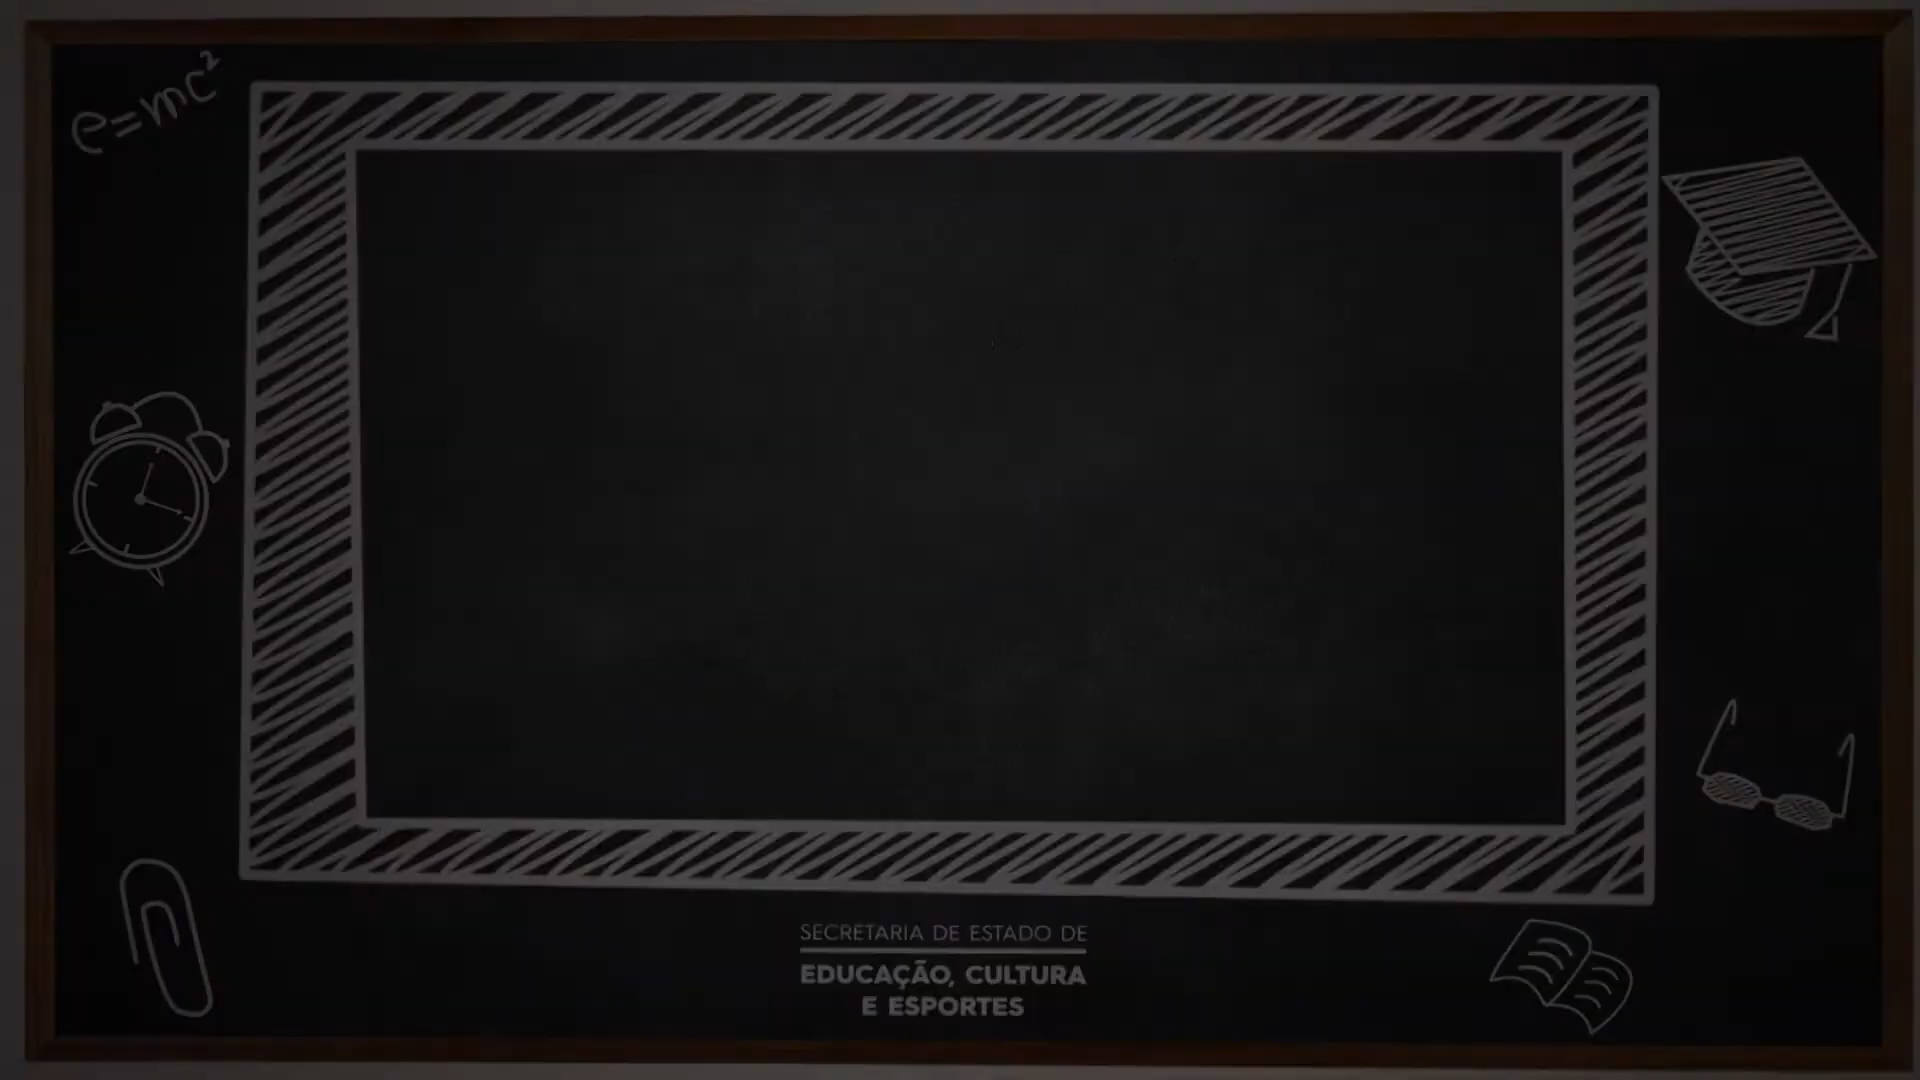 e=mc²
SECRETARIA DE ESTADO DE
EDUCAÇÃO, CULTURA
E ESPORTES